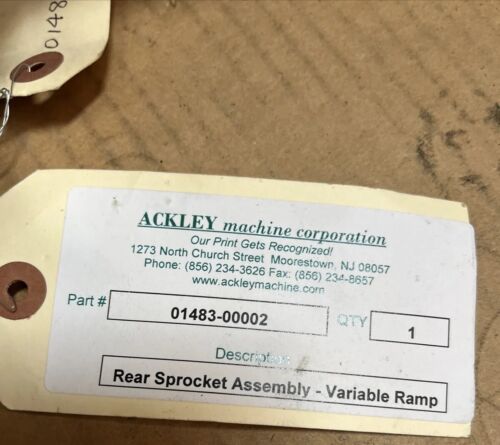 0148
ACKLEY machine corporation
Our Print Gets Recognized!
1273 North Church Street Moorestown, NJ 08057
Phone: (856) 234-3626 Fax: (856) 234-8657
www.ackleymachine.com
Part # 01483-00002 QTY 1
Description
Rear Sprocket Assembly - Variable Ramp